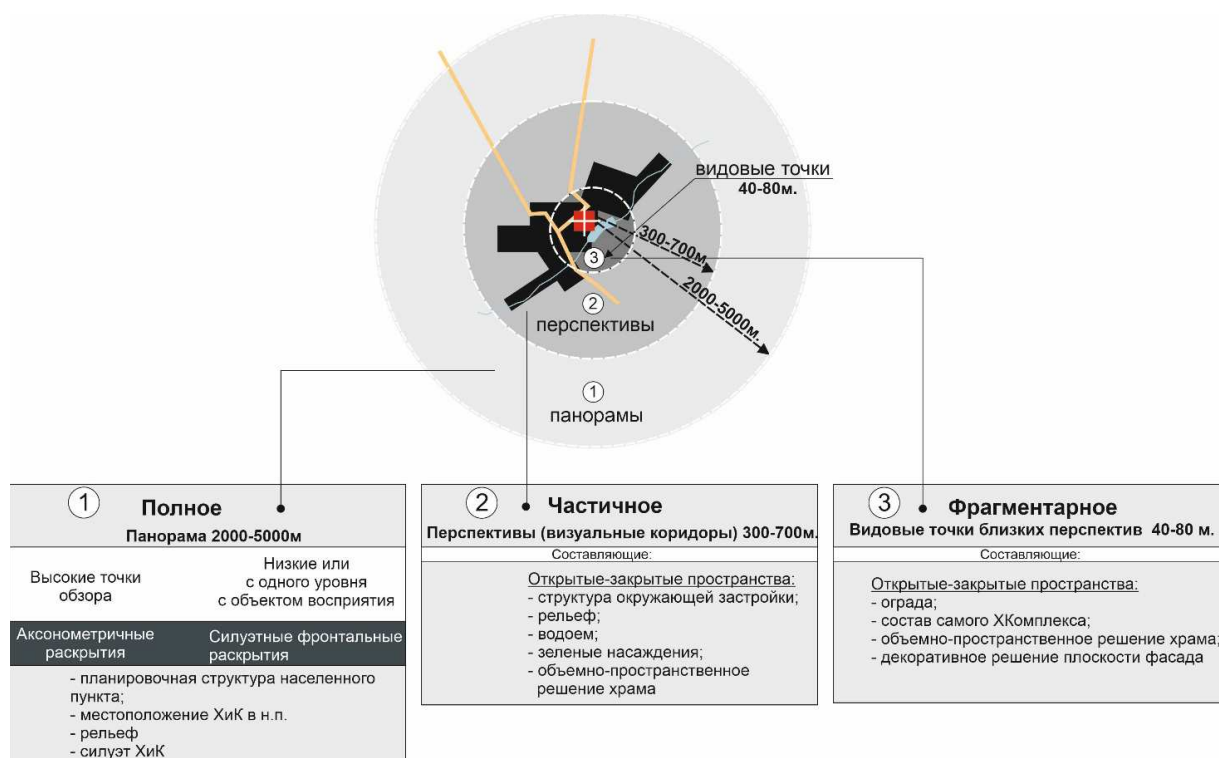 видовые точки
40-80м.
300-700м.
2000-5000м.
3
2
перспективы
1
панорамы
1 Полное
Панорама 2000-5000м
Высокие точки
обзора
Низкие или
с одного уровня
с объектом восприятия
Аксонометричные
раскрытия
Силуэтные фронтальные
раскрытия
- планировочная структура населенного
пункта;
- местоположение ХиК в н.п.
- рельеф
- силуэт ХиК
2 Частичное
Перспективы (визуальные коридоры) 300-700м.
Составляющие:
Открытые-закрытые пространства:
- структура окружающей застройки;
- рельеф;
- водоем;
- зеленые насаждения;
- объемно-пространственное
решение храма
3 Фрагментарное
Видовые точки близких перспектив 40-80 м.
Составляющие:
Открытые-закрытые пространства:
- ограда;
- состав самого ХКомплекса;
- объемно-пространственное решение храма;
- декоративное решение плоскости фасада